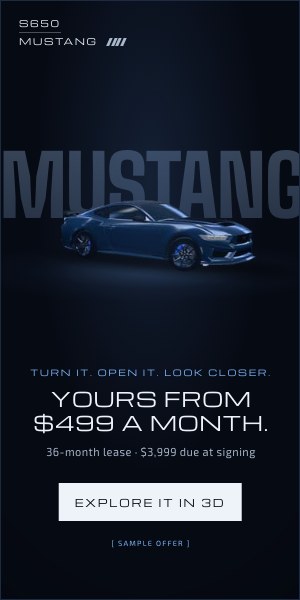 S650
MUSTANG
MUSTANG
TURN IT. OPEN IT. LOOK CLOSER.
YOURS FROM
$499 A MONTH.
36-month lease · $3,999 due at signing
EXPLORE IT IN 3D
[ SAMPLE OFFER ]